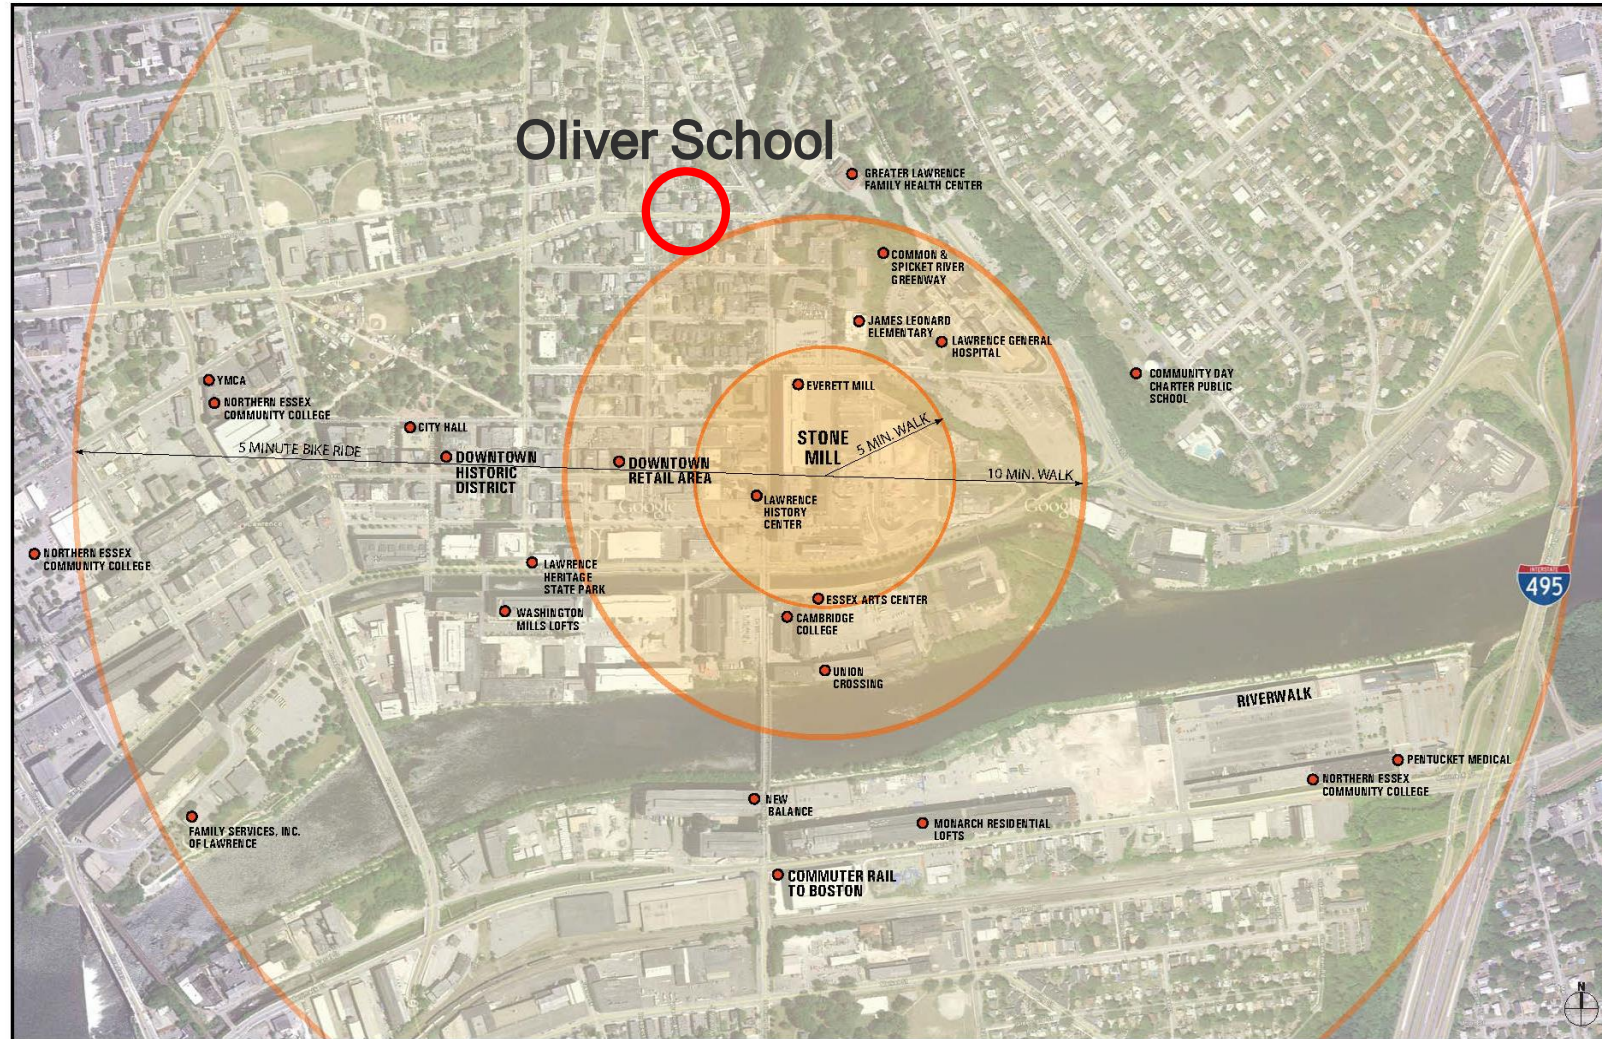 Oliver School
GREATER LAWRENCE
FAMILY HEALTH CENTER
COMMON &
SPICKET RIVER
GREENWAY
JAMES LEONARD
ELEMENTARY
LAWRENCE GENERAL
HOSPITAL
COMMUNITY DAY
CHARTER PUBLIC
SCHOOL
YMCA
NORTHERN ESSEX
COMMUNITY COLLEGE
EVERETT MILL
CITY HALL
5 MINUTE BIKE RIDE
DOWNTOWN
HISTORIC
DISTRICT
DOWNTOWN
RETAIL AREA
STONE
MILL
5 MIN. WALK
10 MIN. WALK
LAWRENCE
HISTORY
CENTER
Google
Google
Lawrence
NORTHERN ESSEX
COMMUNITY COLLEGE
LAWRENCE
HERITAGE
STATE PARK
WASHINGTON
MILLS LOFTS
ESSEX ARTS CENTER
CAMBRIDGE
COLLEGE
UNION
CROSSING
INTERSTATE
495
RIVERWALK
PENTUCKET MEDICAL
NORTHERN ESSEX
COMMUNITY COLLEGE
NEW
BALANCE
MONARCH RESIDENTIAL
LOFTS
FAMILY SERVICES, INC.
OF LAWRENCE
COMMUTER RAIL
TO BOSTON
N